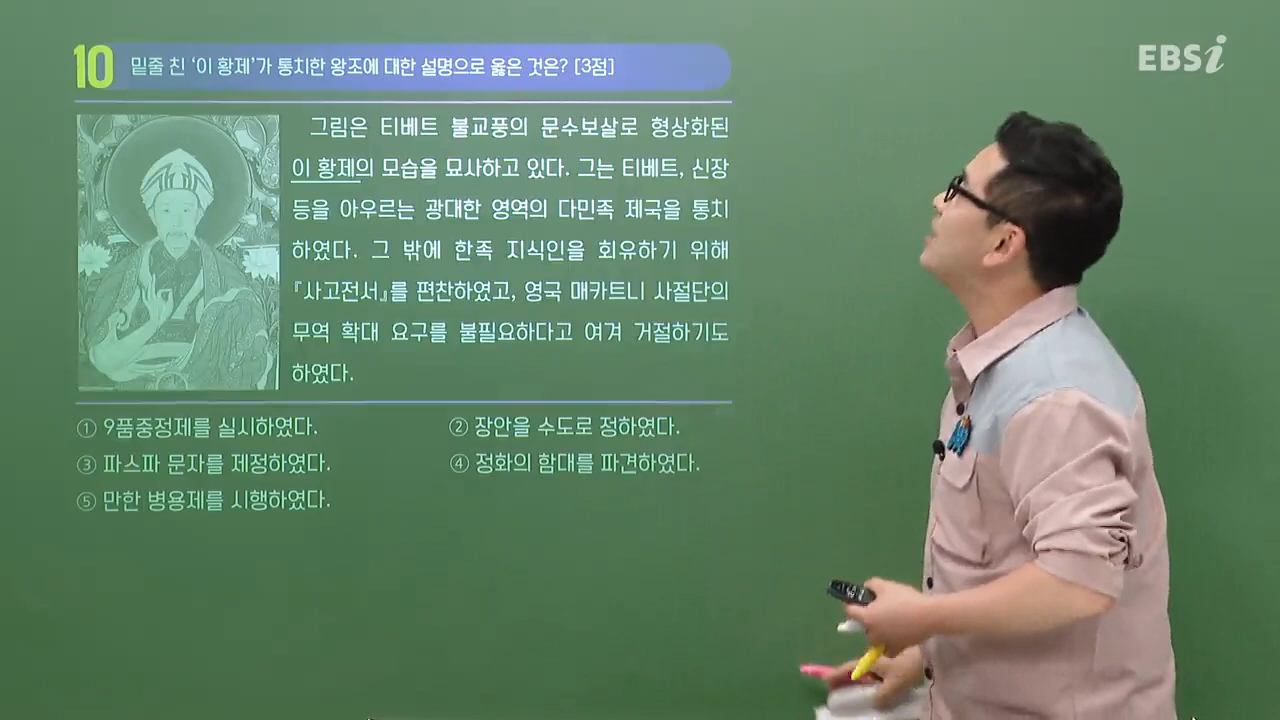 10 밑줄 친 ‘이 황제’가 통치한 왕조에 대한 설명으로 옳은 것은? [3점]
EBSi
그림은 티베트 불교풍의 문수보살로 형상화된
이 황제의 모습을 묘사하고 있다. 그는 티베트, 신장
등을 아우르는 광대한 영역의 다민족 제국을 통치
하였다. 그 밖에 한족 지식인을 회유하기 위해
『사고전서』를 편찬하였고, 영국 매카트니 사절단의
무역 확대 요구를 불필요하다고 여겨 거절하기도
하였다.
① 9품중정제를 실시하였다.
② 장안을 수도로 정하였다.
③ 파스파 문자를 제정하였다.
④ 정화의 함대를 파견하였다.
⑤ 만한 병용제를 시행하였다.